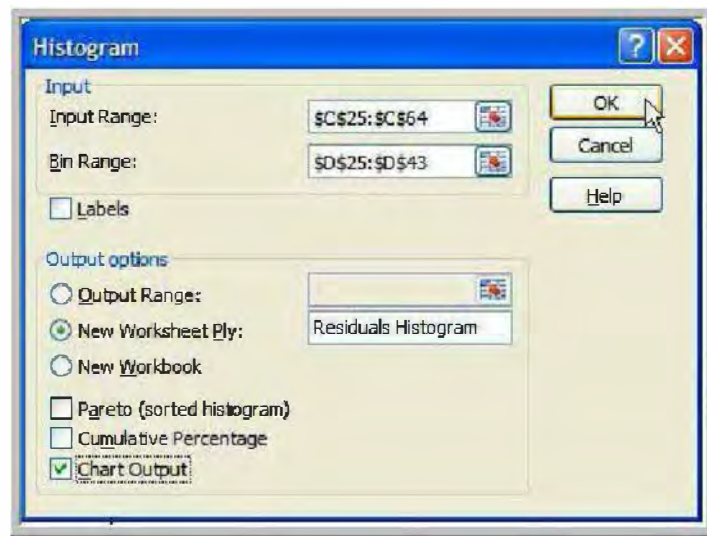 Histogram
Input
Input Range: $C$25:$C$64
Bin Range: $D$25:$D$43
Labels
OK
Cancel
Help
Output options
Output Range:
New Worksheet Ply: Residuals Histogram
New Workbook
Pareto (sorted histogram)
Cumulative Percentage
Chart Output